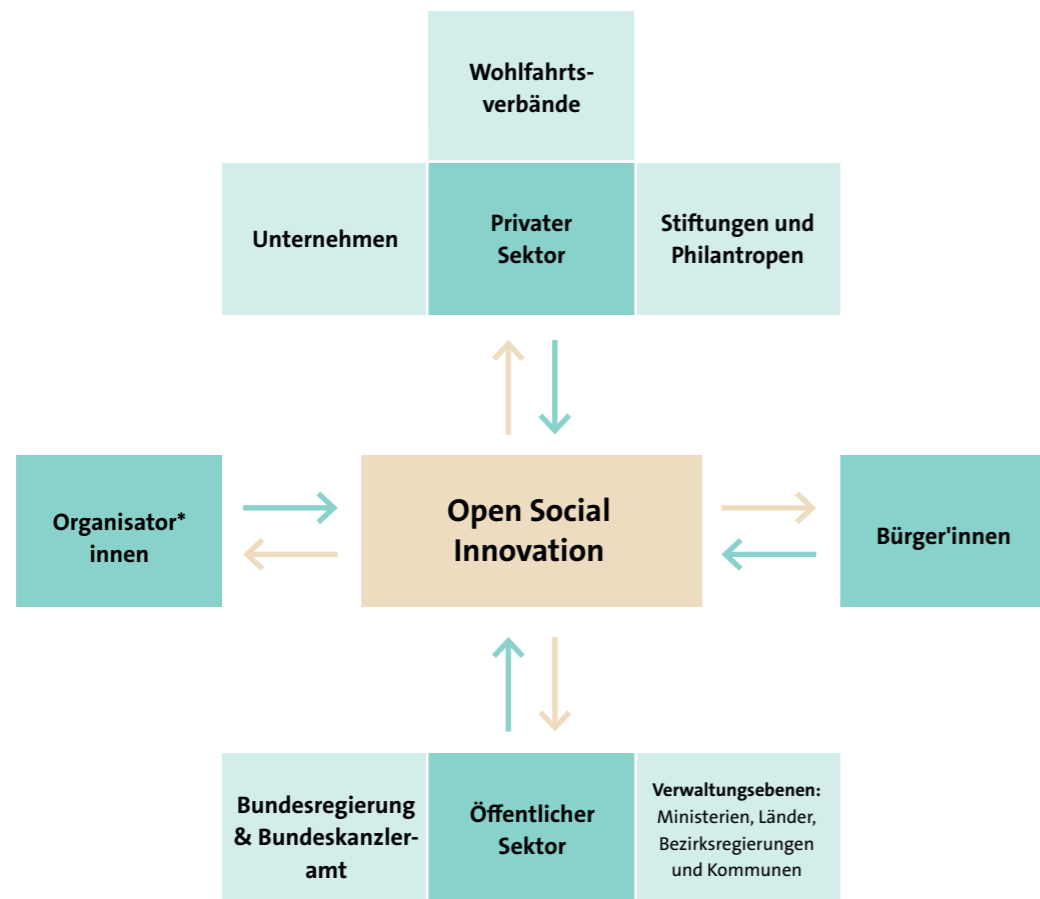 Wohlfahrts-
verbände
Unternehmen
Privater
Sektor
Stiftungen und
Philantropen
Organisator*
innen
Open Social
Innovation
Bürger'innen
Bundesregierung
& Bundeskanzler-
amt
Öffentlicher
Sektor
Verwaltungsebenen:
Ministerien, Länder,
Bezirksregierungen
und Kommunen